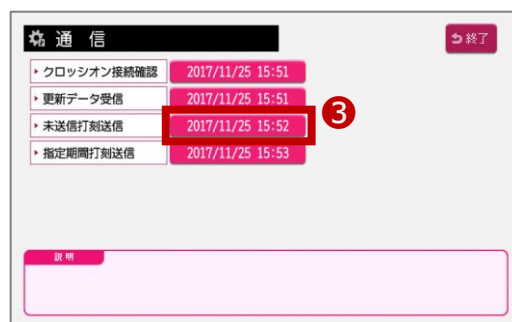 通 信
終了
クロッシオン接続確認 2017/11/25 15:51
更新データ受信 2017/11/25 15:51
未送信打刻送信 2017/11/25 15:52
❸
指定期間打刻送信 2017/11/25 15:53
説明